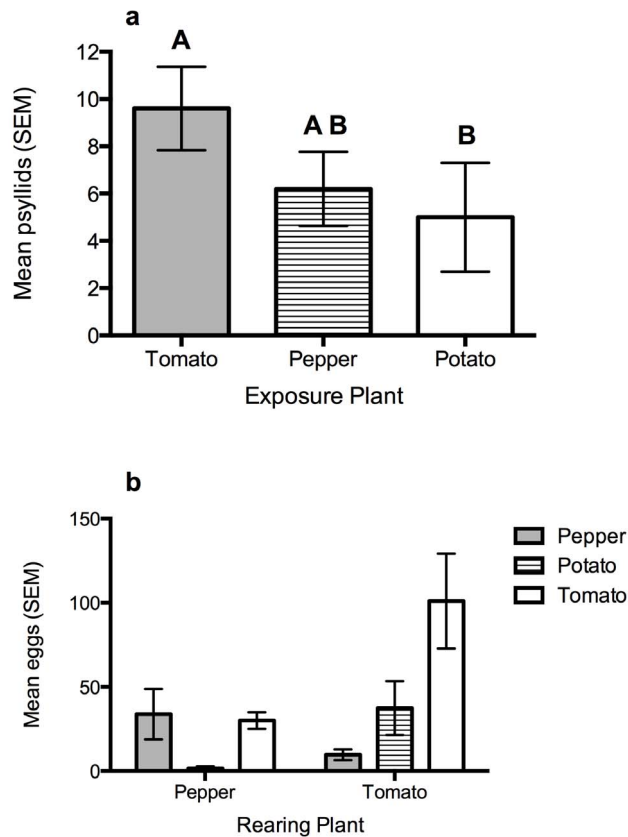 a
A
A B
B
12
10
8
6
4
2
0
Mean psyllids (SEM)
Tomato Pepper Potato
Exposure Plant
b
150
100
50
0
Mean eggs (SEM)
Pepper
Potato
Tomato
Pepper Tomato
Rearing Plant